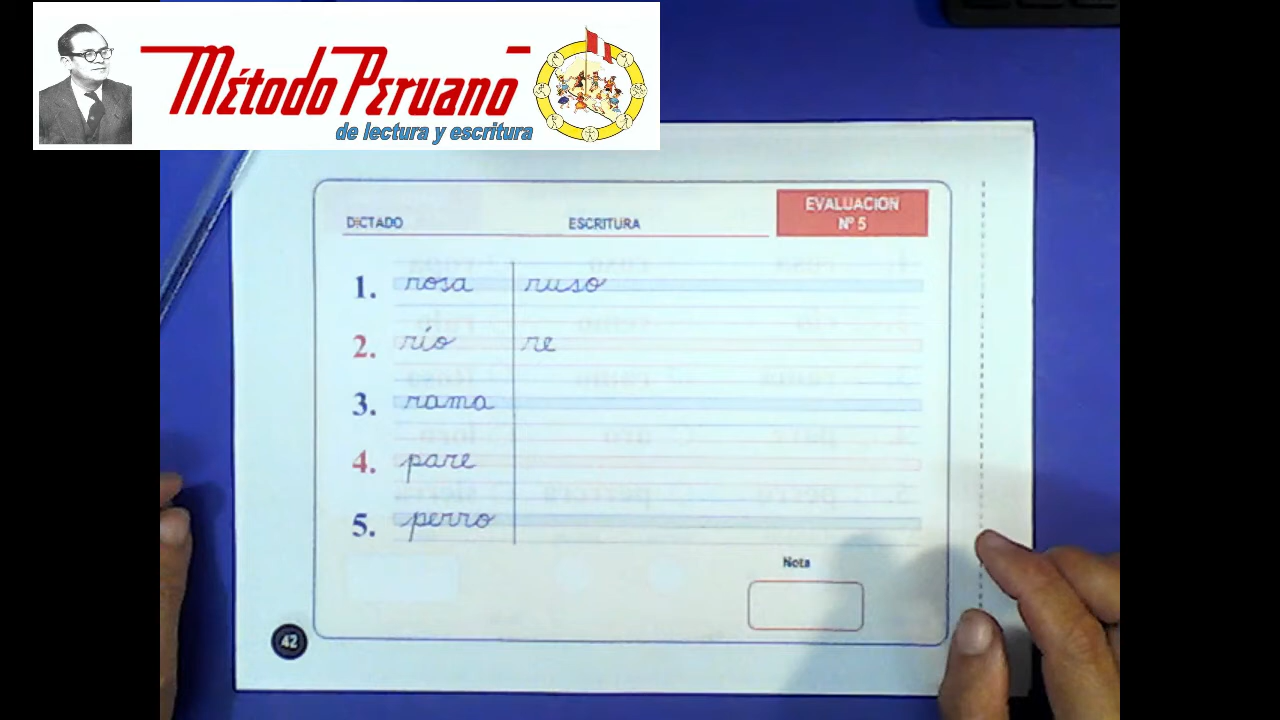 Método Peruano
de lectura y escritura
DICTADO ESCRITURA EVALUACIÓN
Nº 5
1. rosa ruso
2. río re
3. rama
4. pare
5. perro
Nota
42